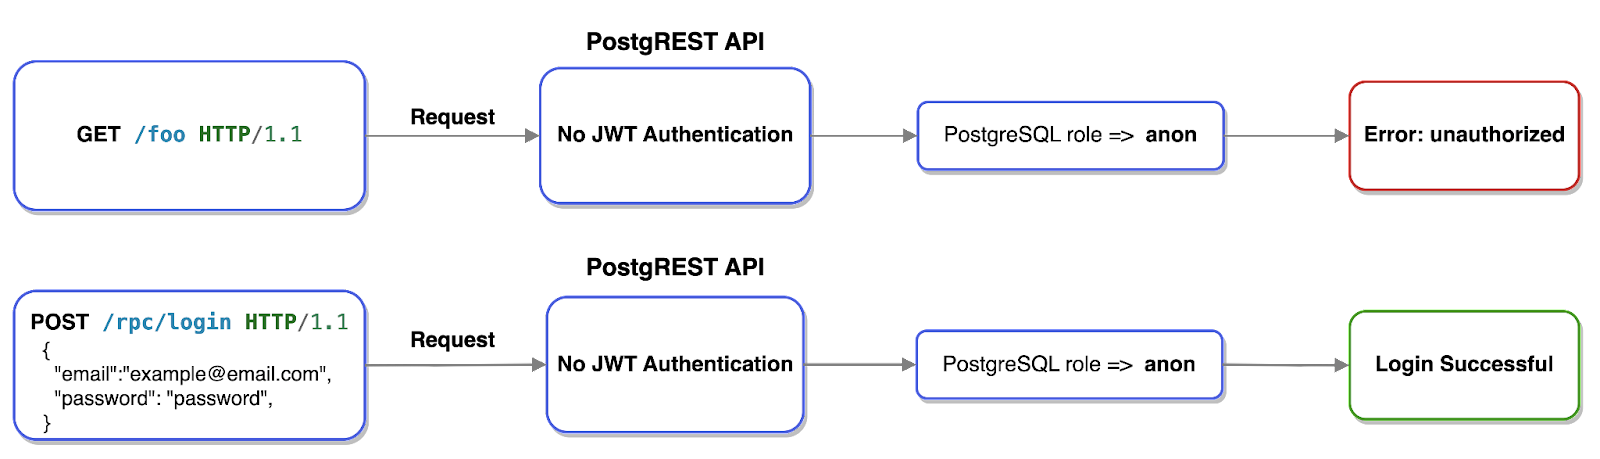 PostgREST API
GET /foo HTTP/1.1
Request
No JWT Authentication
PostgreSQL role => anon
Error: unauthorized
PostgREST API
POST /rpc/login HTTP/1.1
{
"email":"example@email.com",
"password": "password",
}
Request
No JWT Authentication
PostgreSQL role => anon
Login Successful